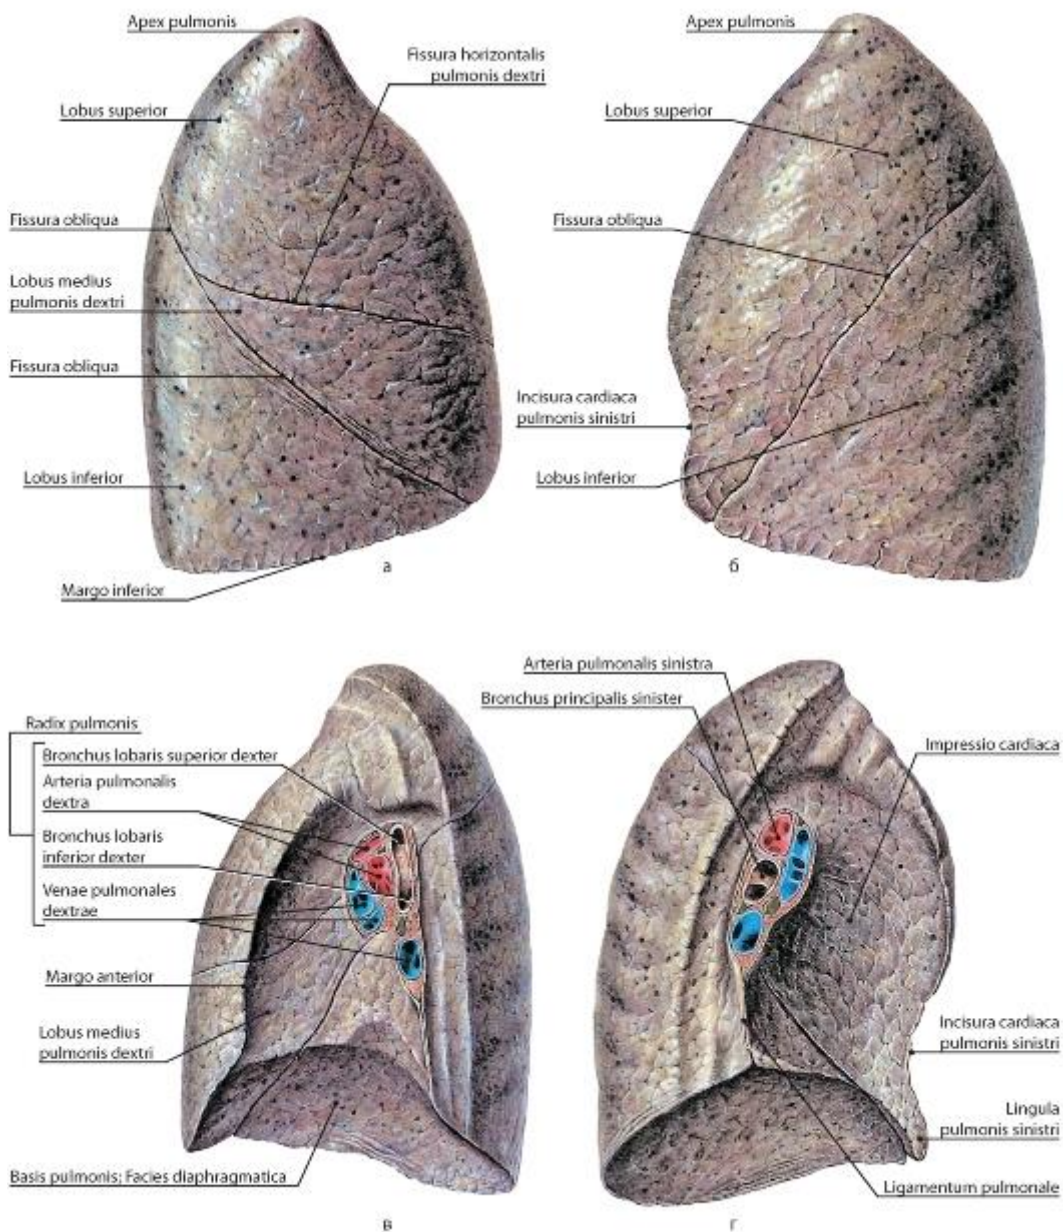 Apex pulmonis
Fissura horizontalis
pulmonis dextri
Lobus superior
Fissura obliqua
Lobus medius
pulmonis dextri
Fissura obliqua
Lobus inferior
Margo inferior
а
Apex pulmonis
Lobus superior
Fissura obliqua
Incisura cardiaca
pulmonis sinistri
Lobus inferior
б
Radix pulmonis
Bronchus lobaris superior dexter
Arteria pulmonalis
dextra
Bronchus lobaris
inferior dexter
Venae pulmonales
dextrae
Margo anterior
Lobus medius
pulmonis dextri
Basis pulmonis; Facies diaphragmatica
в
Arteria pulmonalis sinistra
Bronchus principalis sinister
Impressio cardiaca
Incisura cardiaca
pulmonis sinistri
Lingula
pulmonis sinistri
Ligamentum pulmonale
г